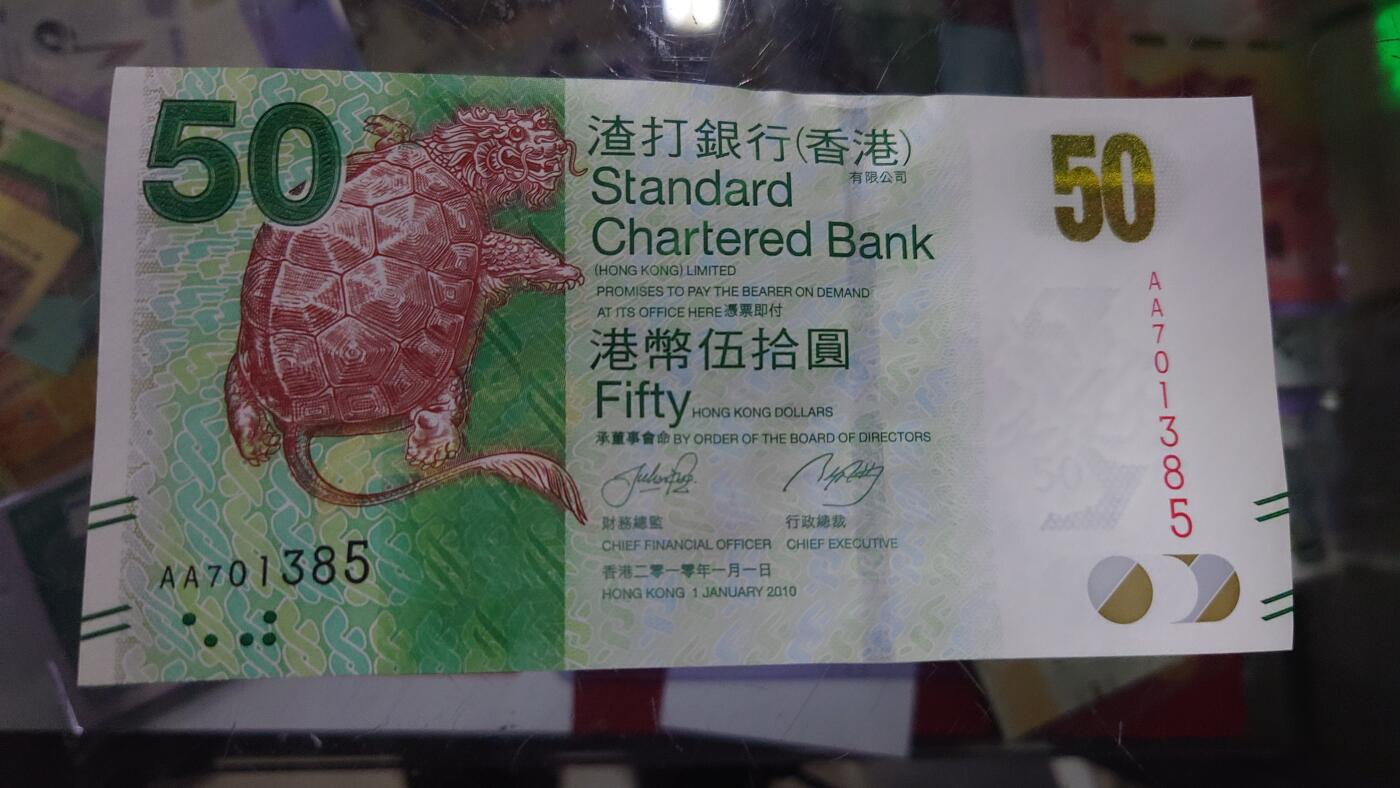 50
渣打銀行(香港)
有限公司
Standard
Chartered Bank
(HONG KONG) LIMITED
PROMISES TO PAY THE BEARER ON DEMAND
AT ITS OFFICE HERE 憑票即付
港幣伍拾圓
Fifty HONG KONG DOLLARS
承董事會命 BY ORDER OF THE BOARD OF DIRECTORS
財務總監 行政總裁
CHIEF FINANCIAL OFFICER CHIEF EXECUTIVE
香港二零一零年一月一日
HONG KONG 1 JANUARY 2010
AA701385
50
AA701385